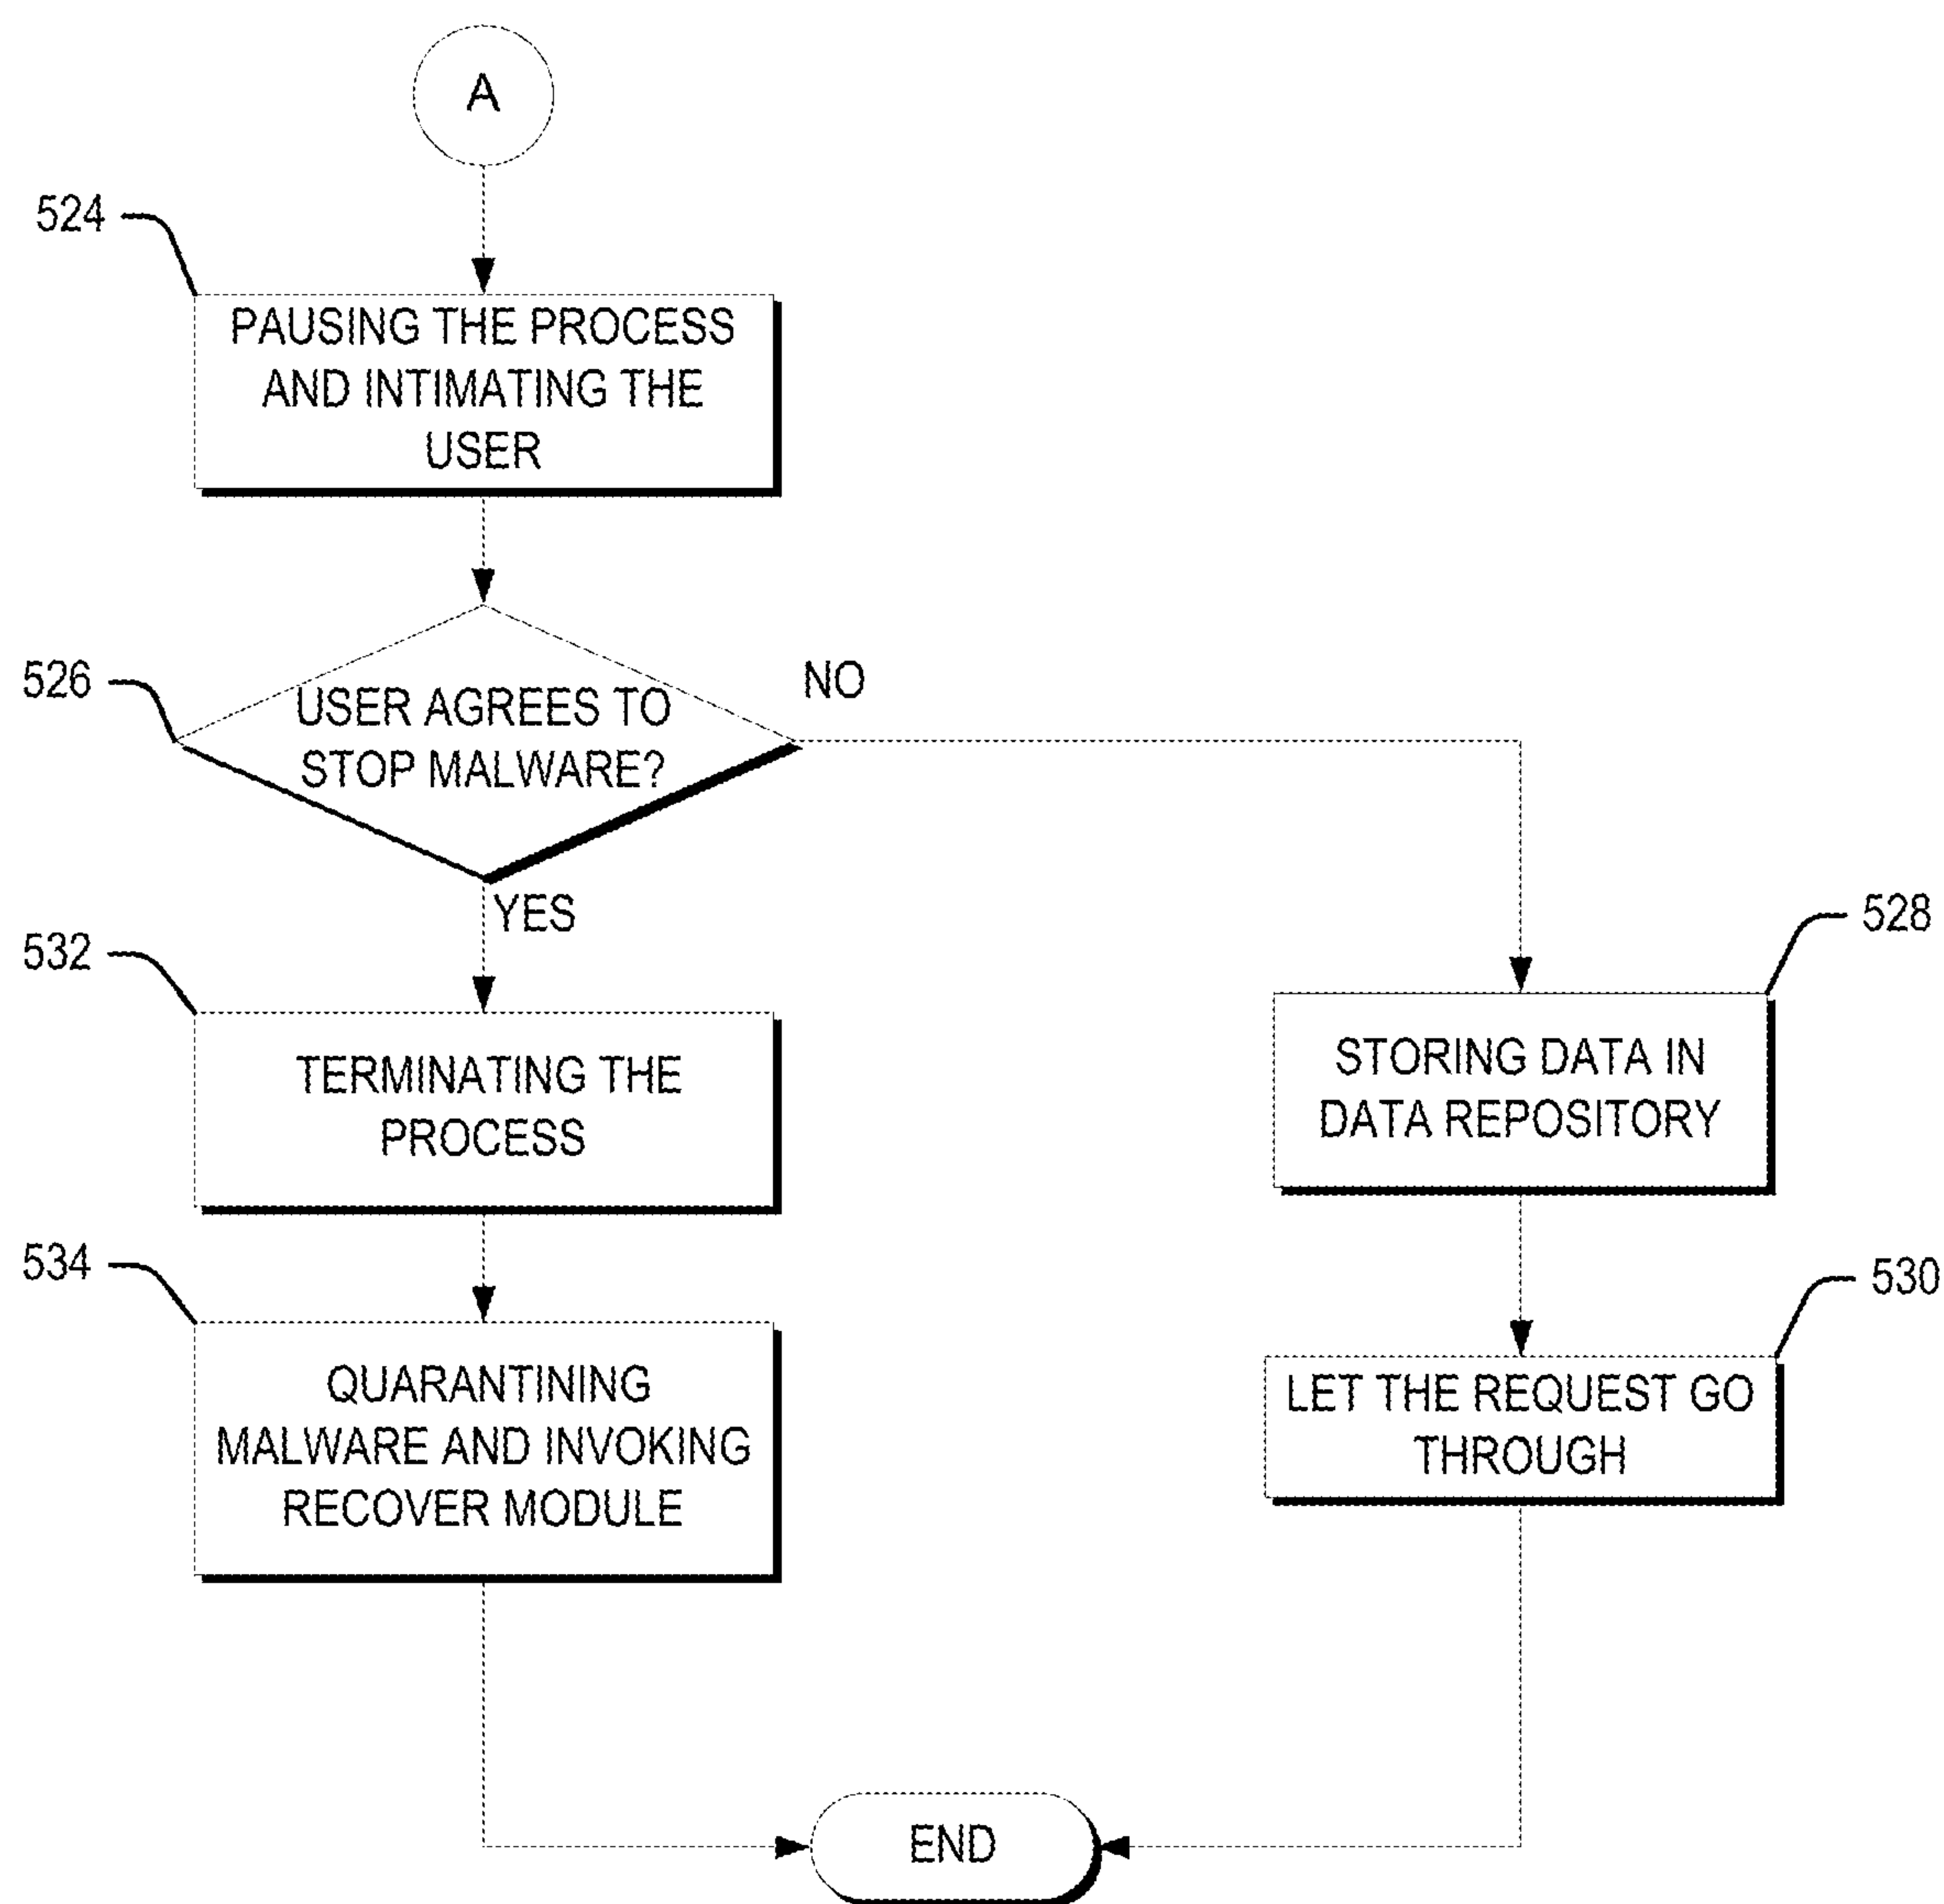 A
524
PAUSING THE PROCESS
AND INTIMATING THE
USER
526
USER AGREES TO
STOP MALWARE?
NO
YES
528
STORING DATA IN
DATA REPOSITORY
532
TERMINATING THE
PROCESS
534
QUARANTINING
MALWARE AND INVOKING
RECOVER MODULE
530
LET THE REQUEST GO
THROUGH
END